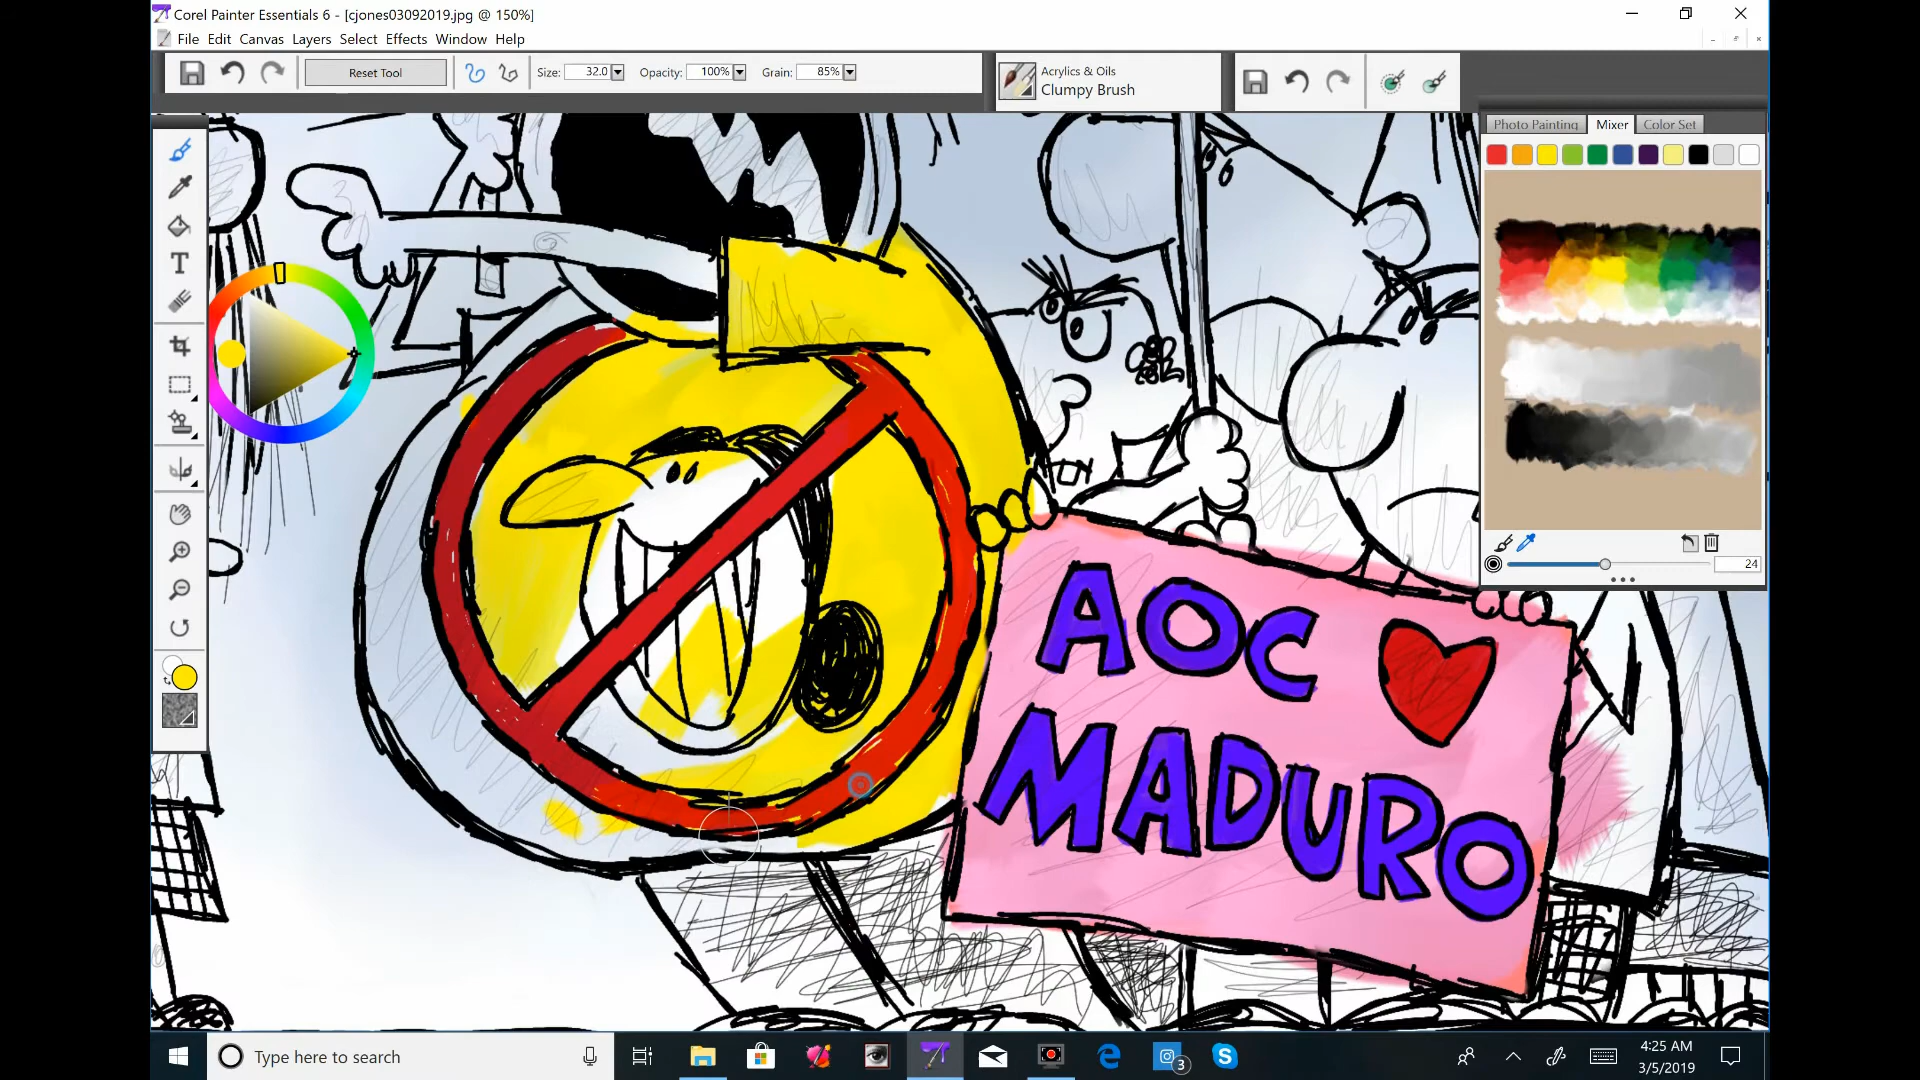 Corel Painter Essentials 6 - [cjones03092019.jpg @ 150%]
File Edit Canvas Layers Select Effects Window Help
Reset Tool Size: 32.0 Opacity: 100% Grain: 85%
Acrylics & Oils
Clumpy Brush
Photo Painting Mixer Color Set
24
AOC
MADURO
Type here to search
3
4:25 AM
3/5/2019